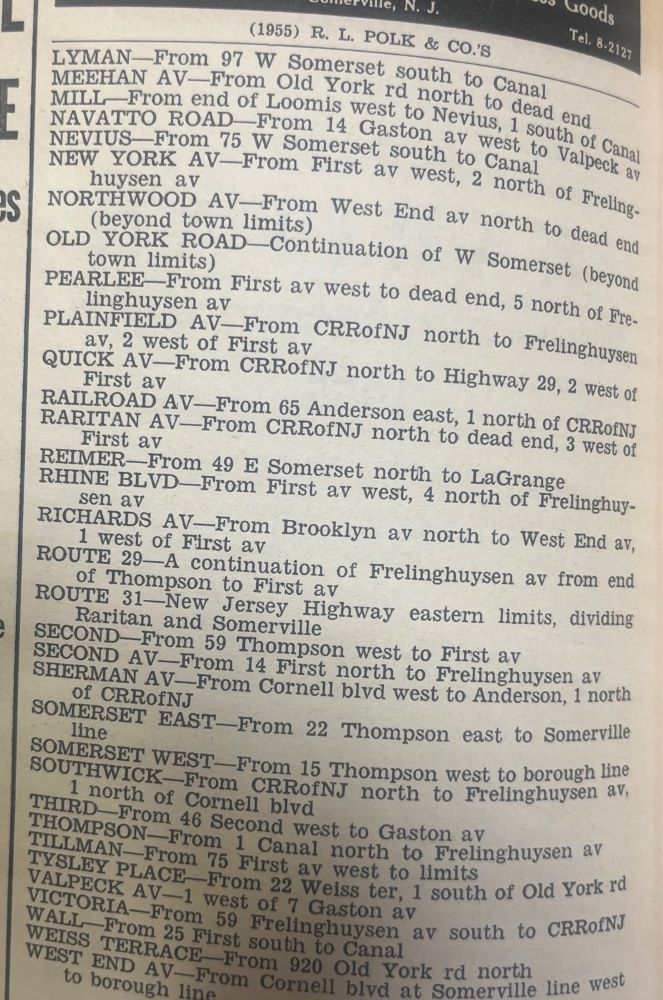 Somerville, N. J.
Goods
Tel. 8-2127
(1955) R. L. POLK & CO.'S
LYMAN—From 97 W Somerset south to Canal
MEEHAN AV—From Old York rd north to dead end
MILL—From end of Loomis west to Nevius, 1 south of Canal
NAVATTO ROAD—From 14 Gaston av west to Valpeck av
NEVIUS—From 75 W Somerset south to Canal
NEW YORK AV—From First av west, 2 north of Freling-
huysen av
NORTHWOOD AV—From West End av north to dead end
(beyond town limits)
OLD YORK ROAD—Continuation of W Somerset (beyond
town limits)
PEARLEE—From First av west to dead end, 5 north of Fre-
linghuysen av
PLAINFIELD AV—From CRRofNJ north to Frelinghuysen
av, 2 west of First av
QUICK AV—From CRRofNJ north to Highway 29, 2 west of
First av
RAILROAD AV—From 65 Anderson east, 1 north of CRRofNJ
RARITAN AV—From CRRofNJ north to dead end, 3 west of
First av
REIMER—From 49 E Somerset north to LaGrange
RHINE BLVD—From First av west, 4 north of Frelinghuy-
sen av
RICHARDS AV—From Brooklyn av north to West End av,
1 west of First av
ROUTE 29—A continuation of Frelinghuysen av from end
of Thompson to First av
ROUTE 31—New Jersey Highway eastern limits, dividing
Raritan and Somerville
SECOND—From 59 Thompson west to First av
SECOND AV—From 14 First north to Frelinghuysen av
SHERMAN AV—From Cornell blvd west to Anderson, 1 north
of CRRofNJ
SOMERSET EAST—From 22 Thompson east to Somerville
line
SOMERSET WEST—From 15 Thompson west to borough line
SOUTHWICK—From CRRofNJ north to Frelinghuysen av,
1 north of Cornell blvd
THIRD—From 46 Second west to Gaston av
THOMPSON—From 1 Canal north to Frelinghuysen av
TILLMAN—From 75 First av west to limits
TYSLEY PLACE—From 22 Weiss ter, 1 south of Old York rd
VALPECK AV—1 west of 7 Gaston av
VICTORIA—From 59 Frelinghuysen av south to CRRofNJ
WALL—From 25 First south to Canal
WEISS TERRACE—From 920 Old York rd north
WEST END AV—From Cornell blvd at Somerville line west
to borough line